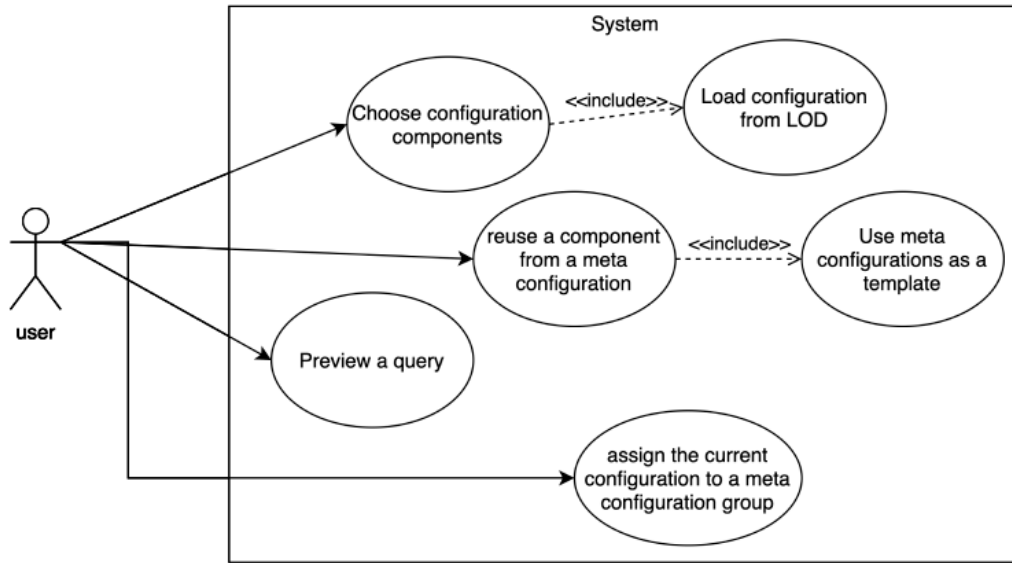 System
Choose configuration
components
<<include>>
Load configuration
from LOD
reuse a component
from a meta
configuration
<<include>>
Use meta
configurations as a
template
user
Preview a query
assign the current
configuration to a meta
configuration group